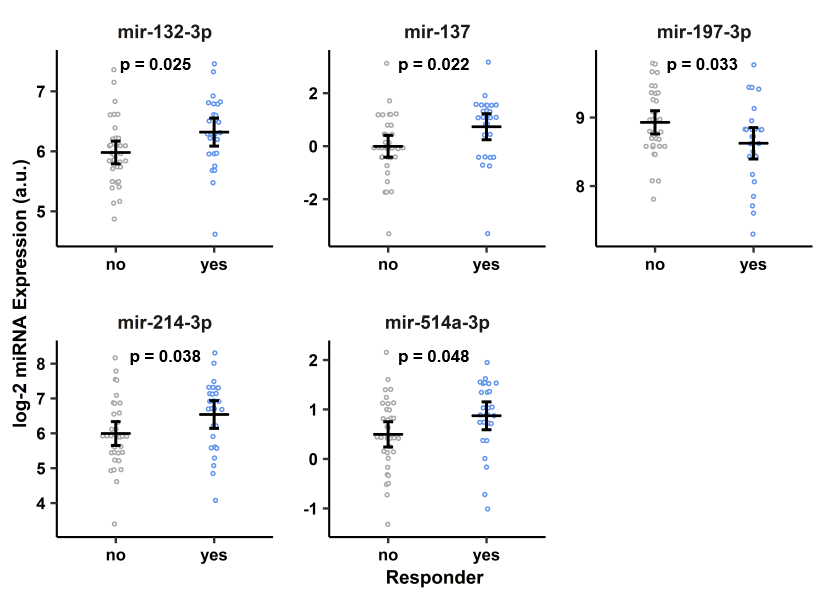 mir-132-3p
p = 0.025
7
6
5
no
yes
mir-137
p = 0.022
2
0
-2
no
yes
mir-197-3p
p = 0.033
9
8
no
yes
log-2 miRNA Expression (a.u.)
mir-214-3p
p = 0.038
8
7
6
5
4
no
yes
mir-514a-3p
p = 0.048
2
1
0
-1
no
yes
Responder